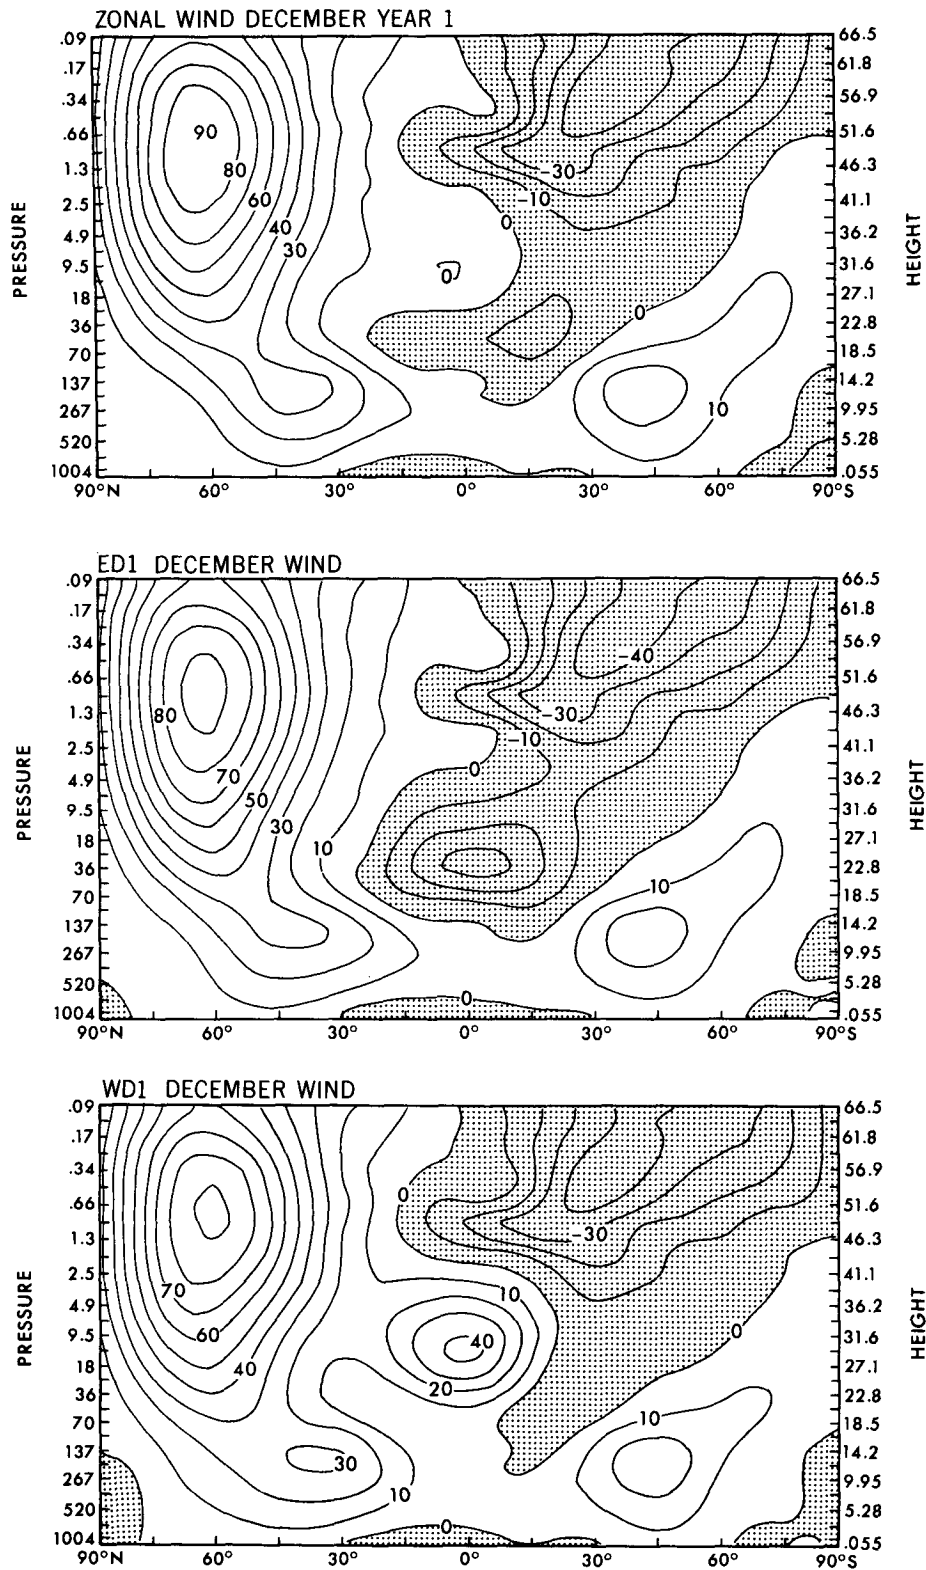 ZONAL WIND DECEMBER YEAR 1
.09 66.5
.17 61.8
.34 56.9
.66 90 51.6
1.3 80 -30 46.3
2.5 60 -10 41.1
4.9 40 0 36.2
30
9.5 0 31.6
18 27.1
36 0 22.8
70 18.5
137 14.2
267 10 9.95
520 5.28
1004 .055
90°N 60° 30° 0° 30° 60° 90°S
PRESSURE
HEIGHT
ED1 DECEMBER WIND
.09 66.5
.17 61.8
.34 -40 56.9
.66 51.6
1.3 80 -30 46.3
2.5 -10 41.1
4.9 70 0 36.2
9.5 50 31.6
30
18 10 27.1
36 10 22.8
70 18.5
137 14.2
267 9.95
520 0 5.28
1004 .055
90°N 60° 30° 0° 30° 60° 90°S
PRESSURE
HEIGHT
WD1 DECEMBER WIND
.09 66.5
.17 61.8
.34 56.9
.66 0 51.6
1.3 -30 46.3
2.5 41.1
70 10
4.9 36.2
9.5 60 40 0 31.6
18 40 27.1
36 20 22.8
70 10 18.5
137 30 14.2
267 10 9.95
520 0 5.28
1004 .055
90°N 60° 30° 0° 30° 60° 90°S
PRESSURE
HEIGHT